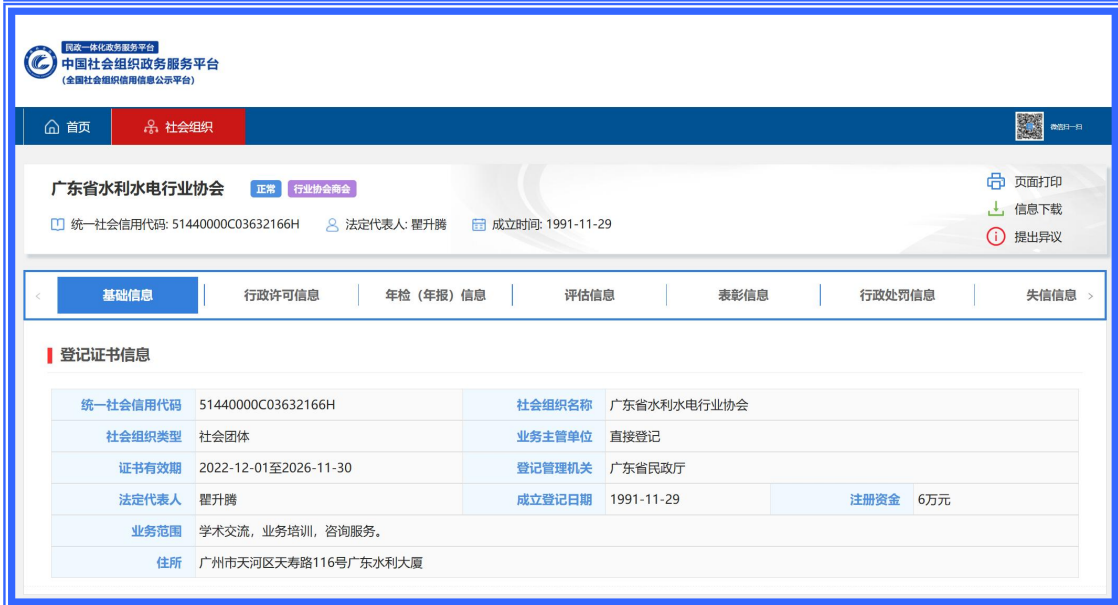 民政一体化政务服务平台
中国社会组织政务服务平台
(全国社会组织信用信息公示平台)
首页 社会组织 微信扫一扫
广东省水利水电行业协会 正常 行业协会商会
页面打印
统一社会信用代码: 51440000C03632166H 法定代表人: 瞿升腾 成立时间: 1991-11-29
信息下载
提出异议
基础信息 行政许可信息 年检（年报）信息 评估信息 表彰信息 行政处罚信息 失信信息
登记证书信息
统一社会信用代码 51440000C03632166H 社会组织名称 广东省水利水电行业协会
社会组织类型 社会团体 业务主管单位 直接登记
证书有效期 2022-12-01至2026-11-30 登记管理机关 广东省民政厅
法定代表人 瞿升腾 成立登记日期 1991-11-29 注册资金 6万元
业务范围 学术交流，业务培训，咨询服务。
住所 广州市天河区天寿路116号广东水利大厦